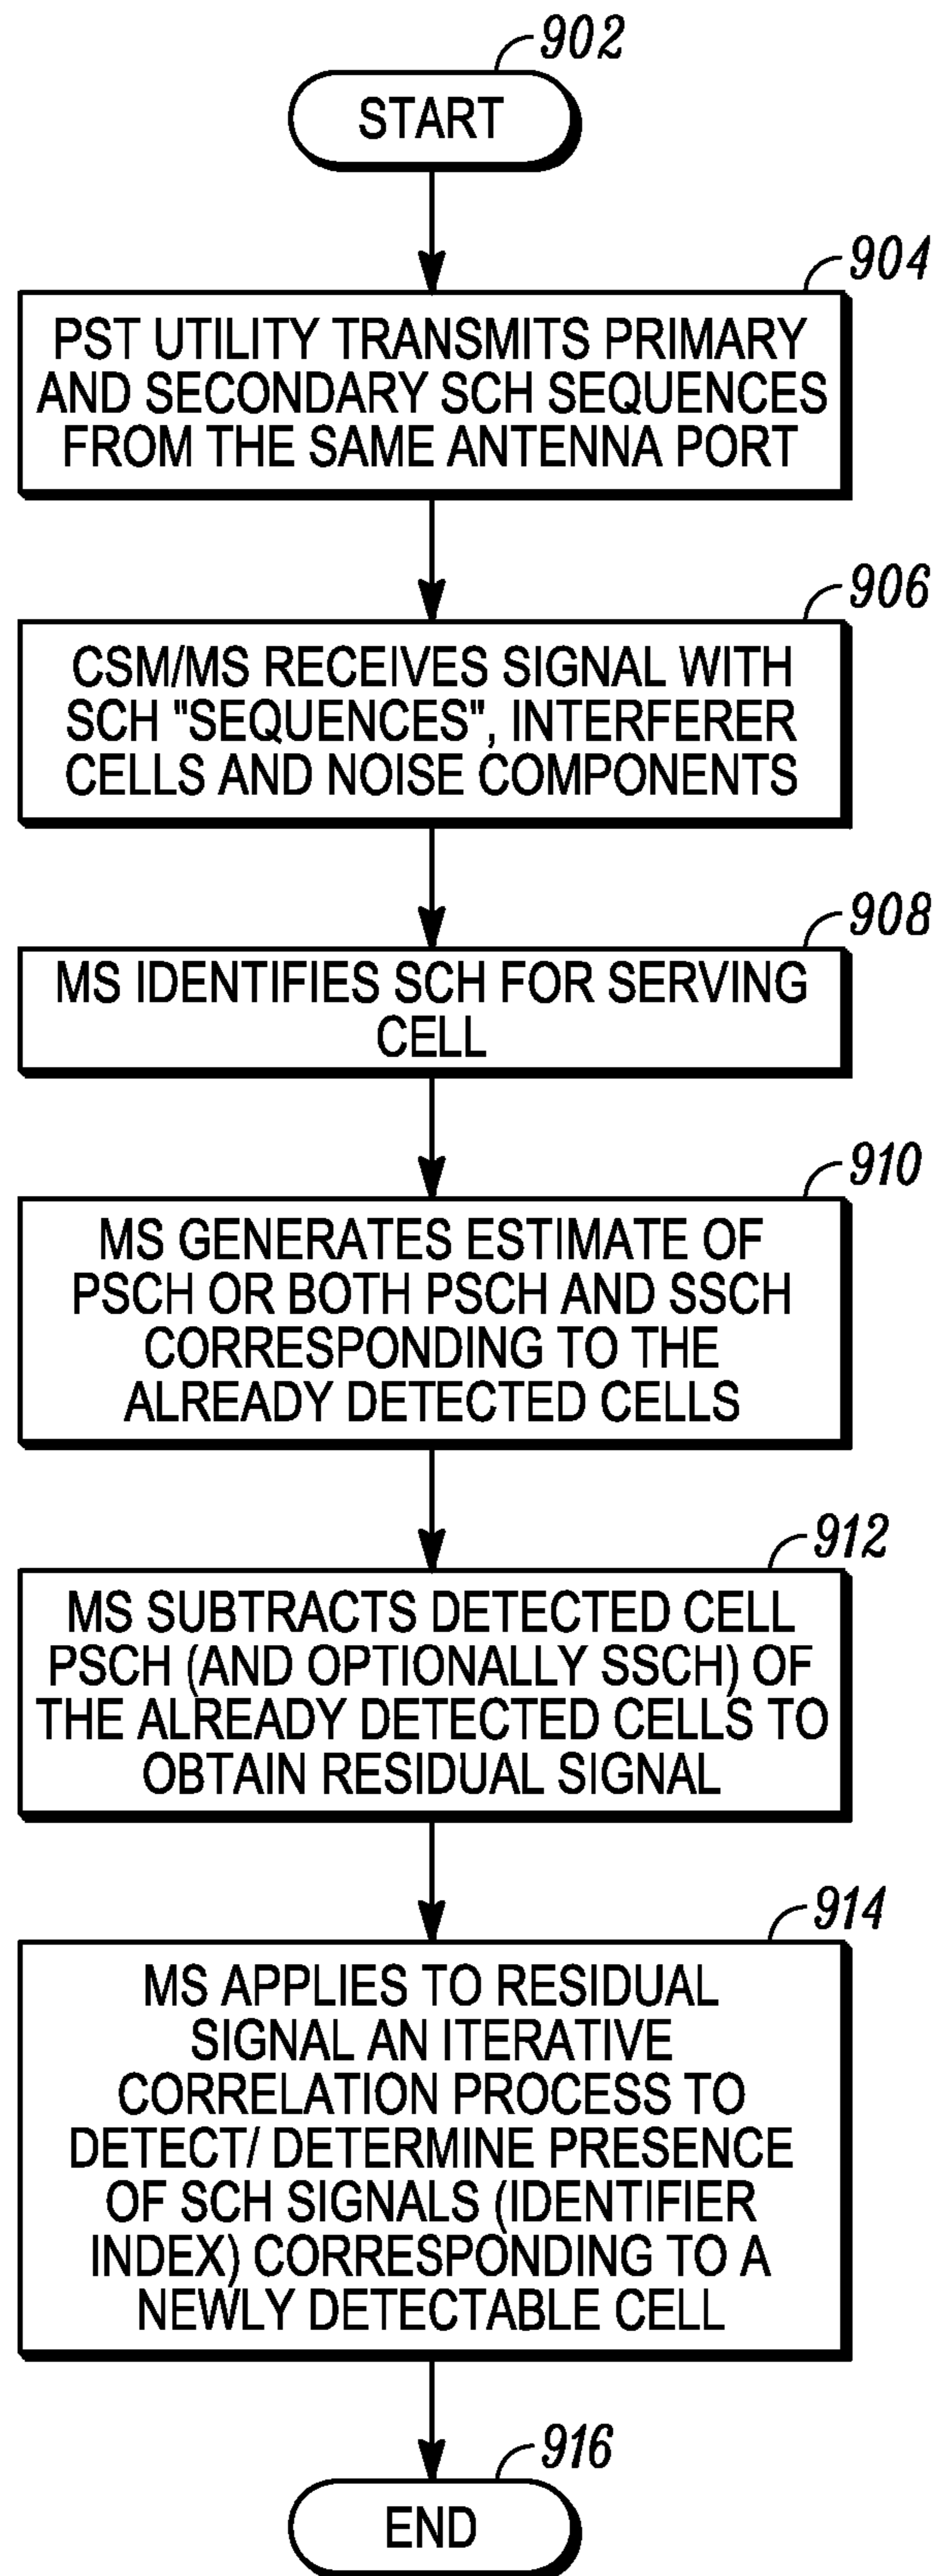 902
START
904
PST UTILITY TRANSMITS PRIMARY
AND SECONDARY SCH SEQUENCES
FROM THE SAME ANTENNA PORT
906
CSM/MS RECEIVES SIGNAL WITH
SCH "SEQUENCES", INTERFERER
CELLS AND NOISE COMPONENTS
908
MS IDENTIFIES SCH FOR SERVING
CELL
910
MS GENERATES ESTIMATE OF
PSCH OR BOTH PSCH AND SSCH
CORRESPONDING TO THE
ALREADY DETECTED CELLS
912
MS SUBTRACTS DETECTED CELL
PSCH (AND OPTIONALLY SSCH) OF
THE ALREADY DETECTED CELLS TO
OBTAIN RESIDUAL SIGNAL
914
MS APPLIES TO RESIDUAL
SIGNAL AN ITERATIVE
CORRELATION PROCESS TO
DETECT/ DETERMINE PRESENCE
OF SCH SIGNALS (IDENTIFIER
INDEX) CORRESPONDING TO A
NEWLY DETECTABLE CELL
916
END